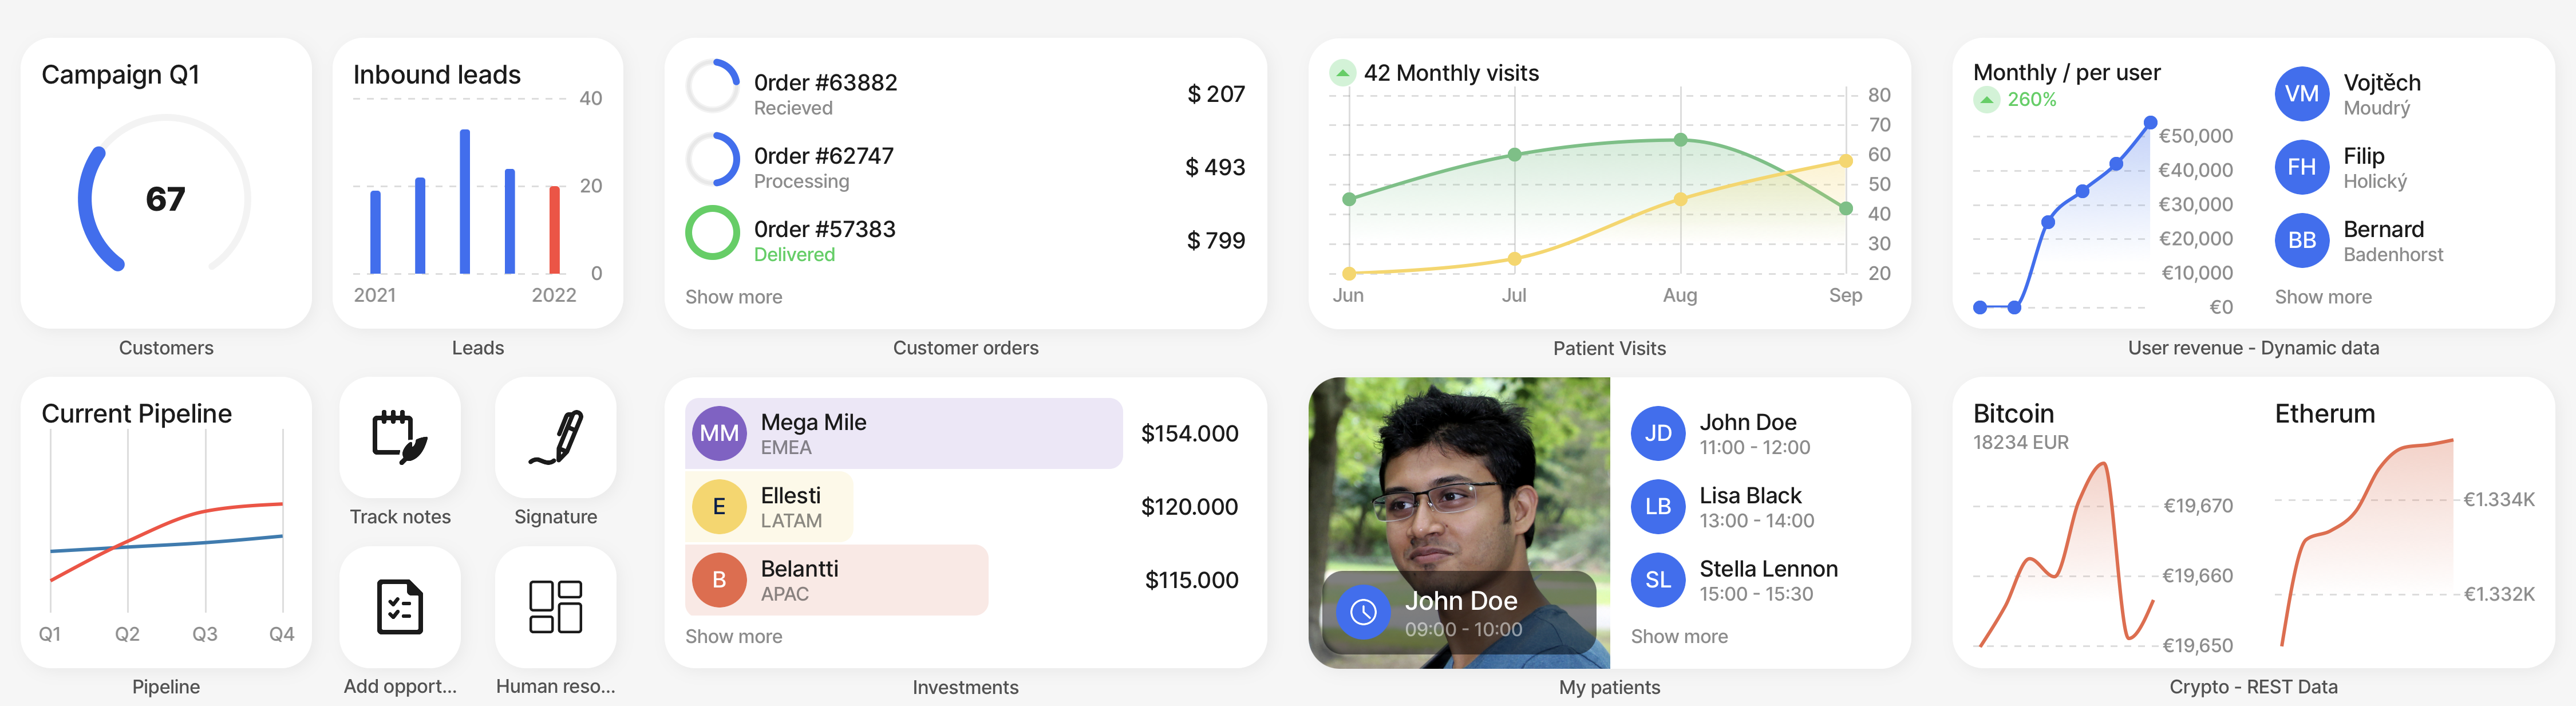 Campaign Q1
67
Customers
Inbound leads
40
20
0
2021
2022
Leads
0rder #63882
Recieved
$ 207
0rder #62747
Processing
$ 493
0rder #57383
Delivered
$ 799
Show more
Customer orders
42 Monthly visits
80
70
60
50
40
30
20
Jun
Jul
Aug
Sep
Patient Visits
Monthly / per user
260%
€50,000
€40,000
€30,000
€20,000
€10,000
€0
VM
Vojtěch
Moudrý
FH
Filip
Holický
BB
Bernard
Badenhorst
Show more
User revenue - Dynamic data
Current Pipeline
Q1
Q2
Q3
Q4
Pipeline
Track notes
Signature
Add opport...
Human reso...
MM
Mega Mile
EMEA
$154.000
E
Ellesti
LATAM
$120.000
B
Belantti
APAC
$115.000
Show more
Investments
John Doe
09:00 - 10:00
JD
John Doe
11:00 - 12:00
LB
Lisa Black
13:00 - 14:00
SL
Stella Lennon
15:00 - 15:30
Show more
My patients
Bitcoin
18234 EUR
€19,670
€19,660
€19,650
Etherum
€1.334K
€1.332K
Crypto - REST Data